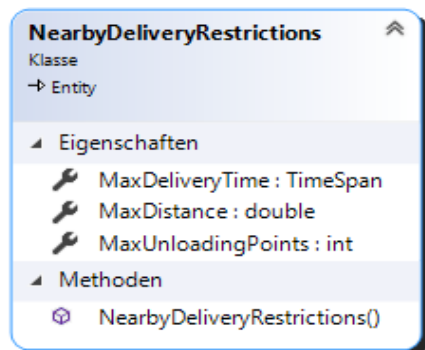 NearbyDeliveryRestrictions
Klasse
Entity
Eigenschaften
MaxDeliveryTime : TimeSpan
MaxDistance : double
MaxUnloadingPoints : int
Methoden
NearbyDeliveryRestrictions()